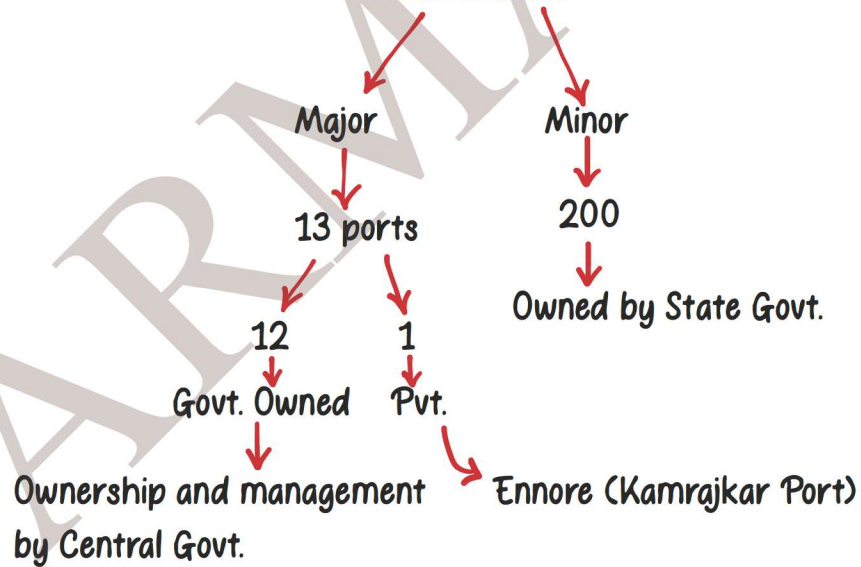 Major
Minor
13 ports
200
Owned by State Govt.
12
1
Govt. Owned
Pvt.
Ownership and management
by Central Govt.
Ennore (Kamrajkar Port)
ARMA